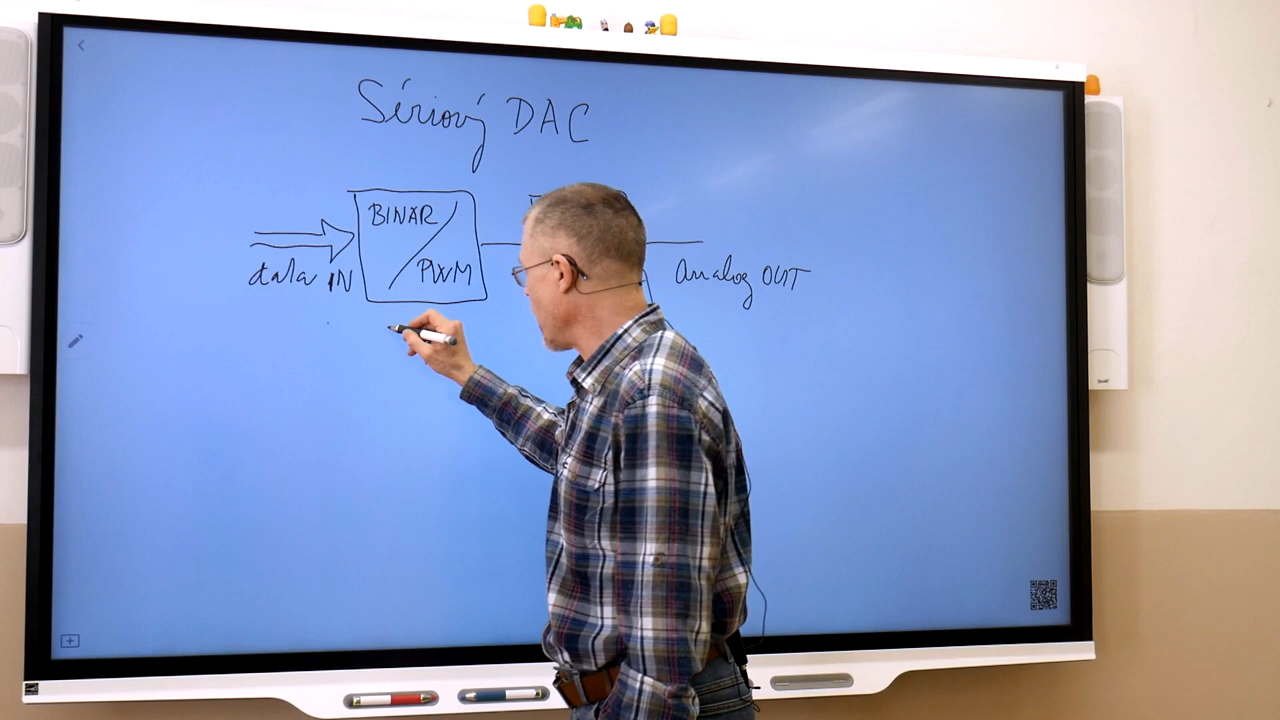 Sériový DAC
BINÁR/
PWM
data IN
analog OUT